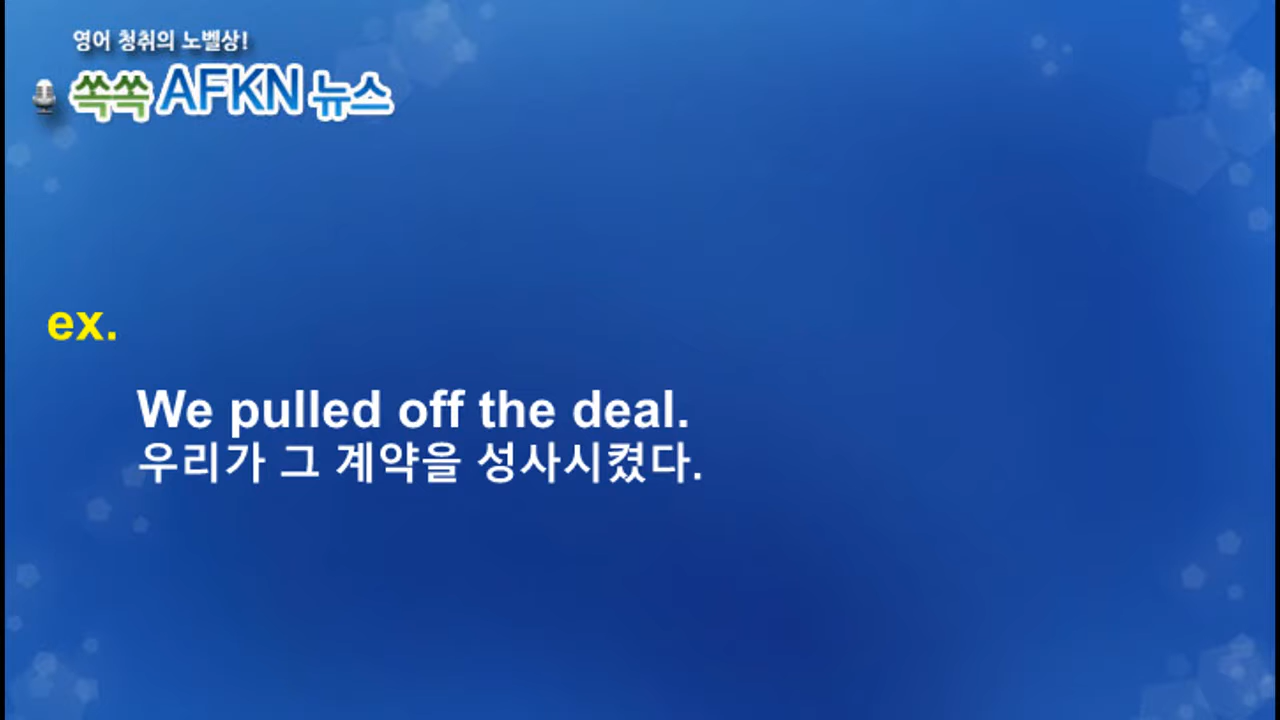 영어 청취의 노벨상!
쏙쏙 AFKN 뉴스
ex.
We pulled off the deal.
우리가 그 계약을 성사시켰다.